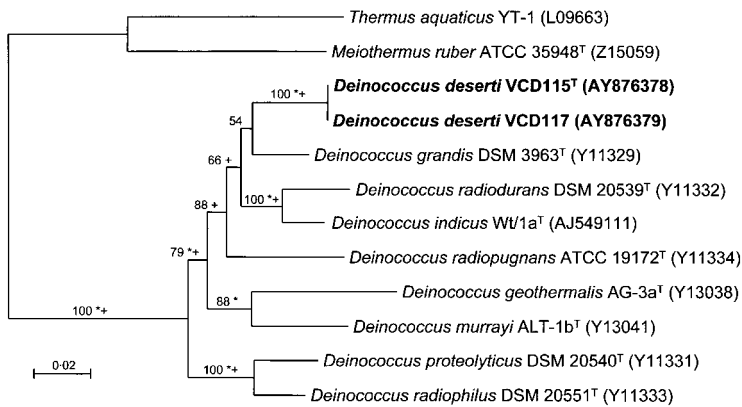 Thermus aquaticus YT-1 (L09663)
Meiothermus ruber ATCC 35948ᵀ (Z15059)
100 *+
Deinococcus deserti VCD115ᵀ (AY876378)
54
Deinococcus deserti VCD117 (AY876379)
66 +
Deinococcus grandis DSM 3963ᵀ (Y11329)
100 *+
Deinococcus radiodurans DSM 20539ᵀ (Y11332)
88 +
Deinococcus indicus Wt/1aᵀ (AJ549111)
79 *+
Deinococcus radiopugnans ATCC 19172ᵀ (Y11334)
88 *
Deinococcus geothermalis AG-3aᵀ (Y13038)
100 *+
Deinococcus murrayi ALT-1bᵀ (Y13041)
0·02
100 *+
Deinococcus proteolyticus DSM 20540ᵀ (Y11331)
Deinococcus radiophilus DSM 20551ᵀ (Y11333)